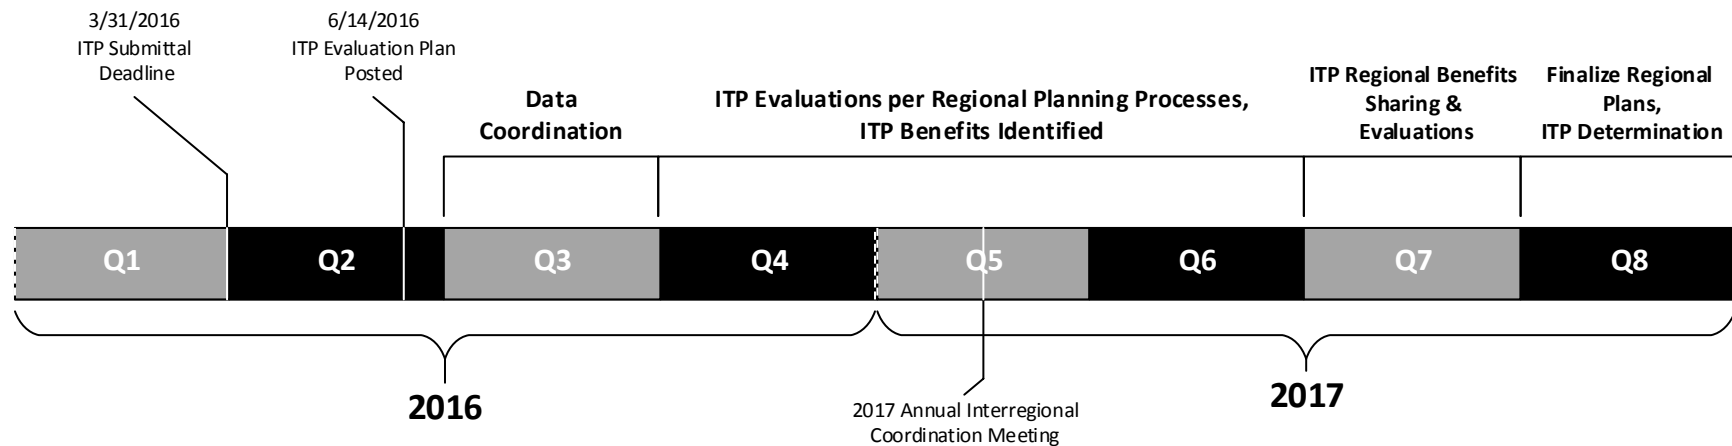 3/31/2016
ITP Submittal
Deadline
6/14/2016
ITP Evaluation Plan
Posted
Data
Coordination
ITP Evaluations per Regional Planning Processes,
ITP Benefits Identified
ITP Regional Benefits
Sharing &
Evaluations
Finalize Regional
Plans,
ITP Determination
Q1
Q2
Q3
Q4
Q5
Q6
Q7
Q8
2016
2017 Annual Interregional
Coordination Meeting
2017